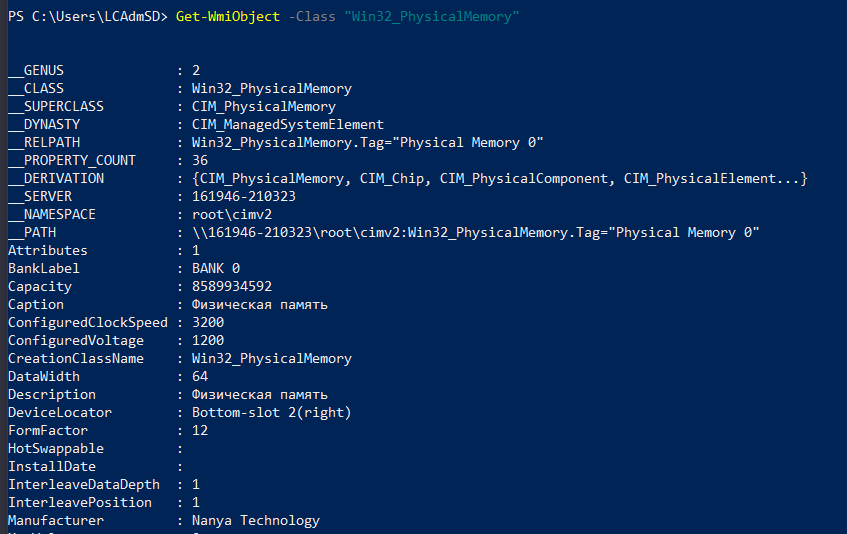 PS C:\Users\LCAdmSD> Get-WmiObject -Class "Win32_PhysicalMemory"
__GENUS : 2
__CLASS : Win32_PhysicalMemory
__SUPERCLASS : CIM_PhysicalMemory
__DYNASTY : CIM_ManagedSystemElement
__RELPATH : Win32_PhysicalMemory.Tag="Physical Memory 0"
__PROPERTY_COUNT : 36
__DERIVATION : {CIM_PhysicalMemory, CIM_Chip, CIM_PhysicalComponent, CIM_PhysicalElement...}
__SERVER : 161946-210323
__NAMESPACE : root\cimv2
__PATH : \\161946-210323\root\cimv2:Win32_PhysicalMemory.Tag="Physical Memory 0"
Attributes : 1
BankLabel : BANK 0
Capacity : 8589934592
Caption : Физическая память
ConfiguredClockSpeed : 3200
ConfiguredVoltage : 1200
CreationClassName : Win32_PhysicalMemory
DataWidth : 64
Description : Физическая память
DeviceLocator : Bottom-slot 2(right)
FormFactor : 12
HotSwappable :
InstallDate :
InterleaveDataDepth : 1
InterleavePosition : 1
Manufacturer : Nanya Technology